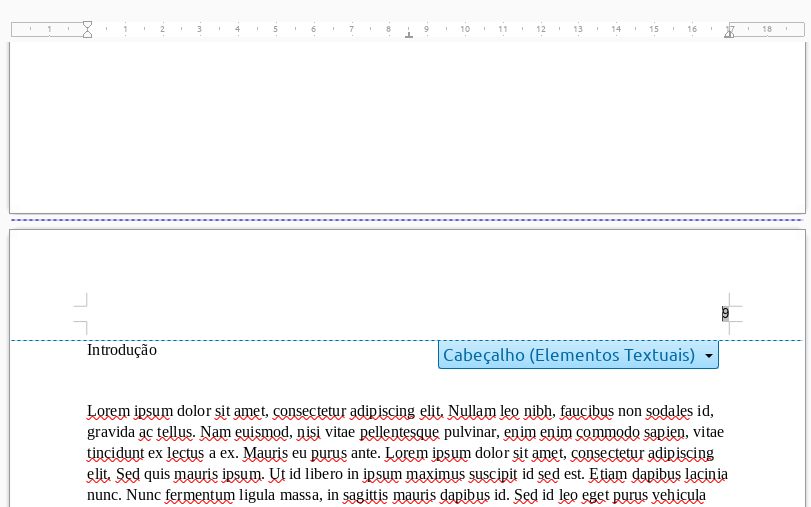 1 1 2 3 4 5 6 7 8 9 10 11 12 13 14 15 16 17 18
9
Introdução
Cabeçalho (Elementos Textuais)
Lorem ipsum dolor sit amet, consectetur adipiscing elit. Nullam leo nibh, faucibus non sodales id,
gravida ac tellus. Nam euismod, nisi vitae pellentesque pulvinar, enim enim commodo sapien, vitae
tincidunt ex lectus a ex. Mauris eu purus ante. Lorem ipsum dolor sit amet, consectetur adipiscing
elit. Sed quis mauris ipsum. Ut id libero in ipsum maximus suscipit id sed est. Etiam dapibus lacinia
nunc. Nunc fermentum ligula massa, in sagittis mauris dapibus id. Sed id leo eget purus vehicula